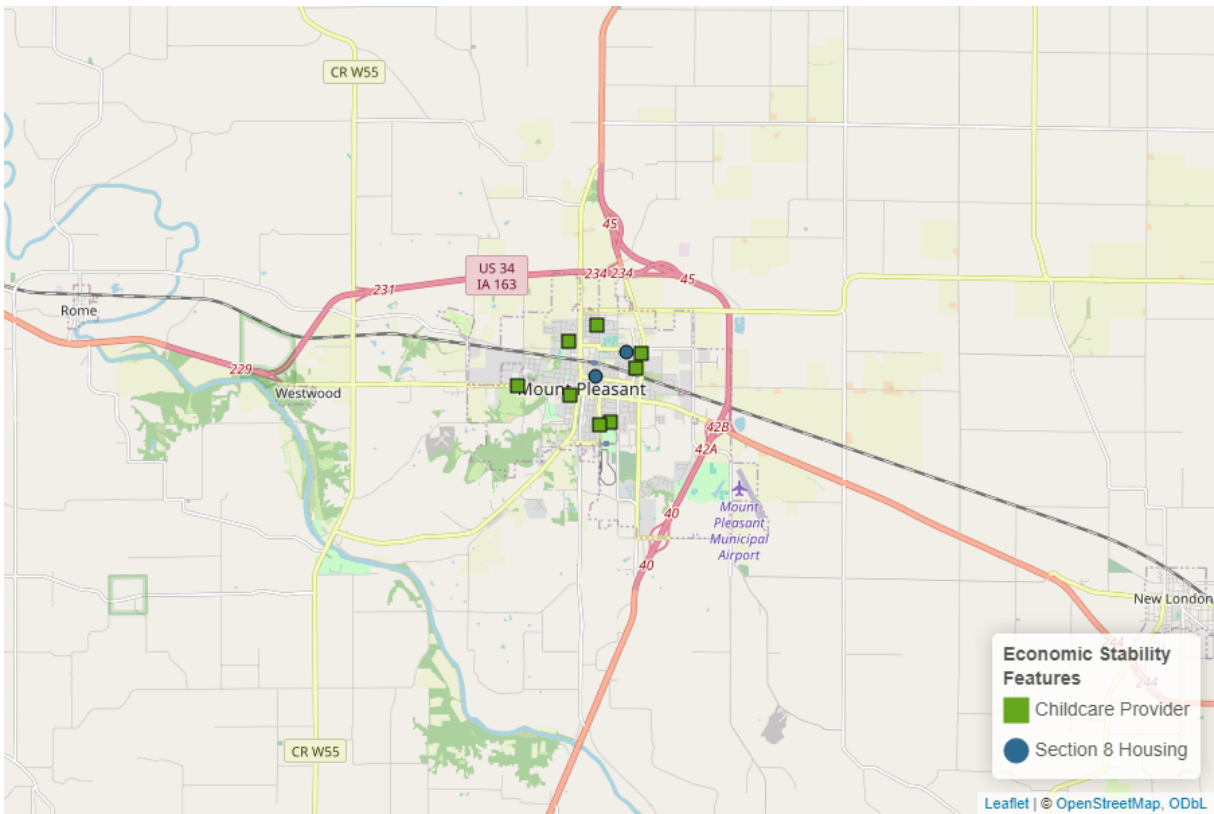 CR W55
45
US 34
IA 163
234 234
45
231
Rome
229
Westwood
Mount Pleasant
42B
42A
Mount
Pleasant
Municipal
Airport
40
40
New London
244
244
Economic Stability
Features
Childcare Provider
Section 8 Housing
CR W55
Leaflet | © OpenStreetMap, ODbL